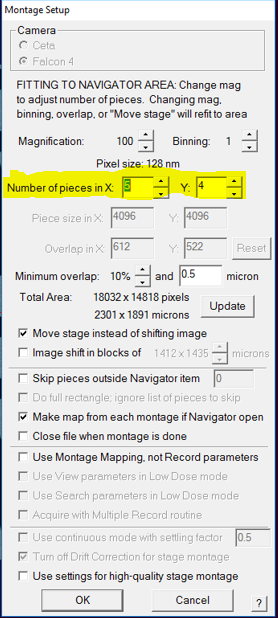 Montage Setup
Camera
Ceta
Falcon 4
FITTING TO NAVIGATOR AREA: Change mag
to adjust number of pieces. Changing mag,
binning, overlap, or "Move stage" will refit to area
Magnification: 100 Binning: 1
Pixel size: 128 nm
Number of pieces in X: 5 Y: 4
Piece size in X: 4096 Y: 4096
Overlap in X: 612 Y: 522 Reset
Minimum overlap: 10% and 0.5 micron
Total Area: 18032 x 14818 pixels
2301 x 1891 microns
Update
Move stage instead of shifting image
Image shift in blocks of 1412 x 1435 microns
Skip pieces outside Navigator item 0
Do full rectangle; ignore list of pieces to skip
Make map from each montage if Navigator open
Close file when montage is done
Use Montage Mapping, not Record parameters
Use View parameters in Low Dose mode
Use Search parameters in Low Dose mode
Acquire with Multiple Record routine
Use continuous mode with settling factor 0.5
Turn off Drift Correction for stage montage
Use settings for high-quality stage montage
OK Cancel ?